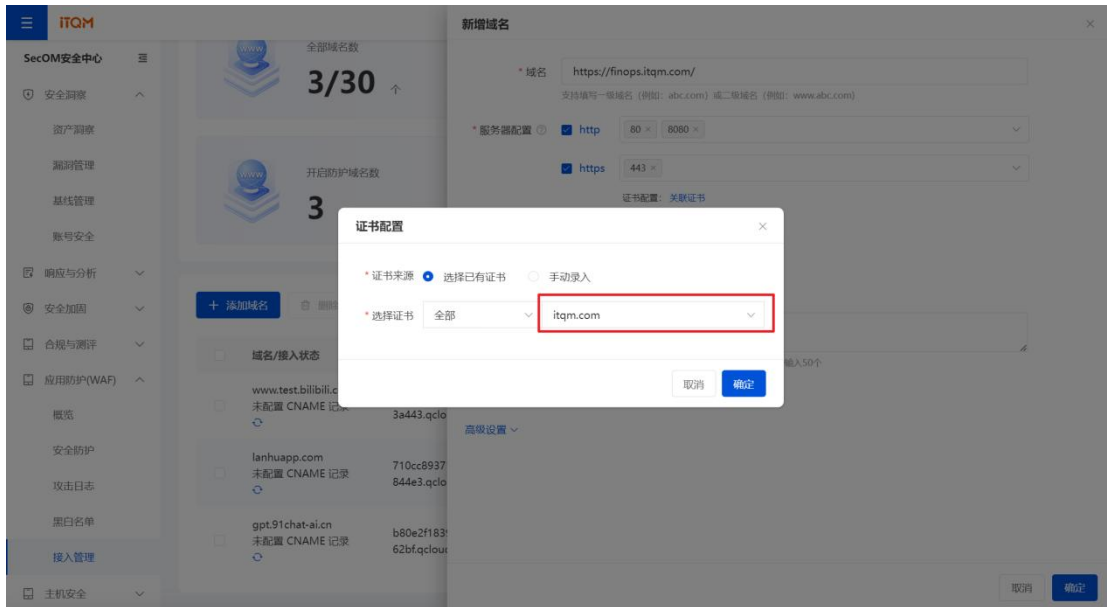 iTQM
SecOM安全中心
安全洞察
资产洞察
漏洞管理
基线管理
账号安全
响应与分析
安全加固
合规与测评
应用防护(WAF)
概览
安全防护
攻击日志
黑白名单
接入管理
主机安全
www
全部域名数
3/30 个
www
开启防护域名数
3
+ 添加域名
删除
域名/接入状态
www.test.bilibili.c
未配置 CNAME 记录
3a443.qclo
lanhuapp.com
未配置 CNAME 记录
710cc8937
844e3.qclo
gpt.91chat-ai.cn
未配置 CNAME 记录
b80e2f183
62bf.qclou
新增域名
* 域名 https://finops.itqm.com/
支持填写一级域名 (例如: abc.com) 或二级域名 (例如: www.abc.com)
* 服务器配置 http 80 × 8080 ×
https 443 ×
证书配置: 关联证书
证书配置
* 证书来源 选择已有证书 手动录入
* 选择证书 全部 itqm.com
取消 确定
输入50个
高级设置
取消 确定